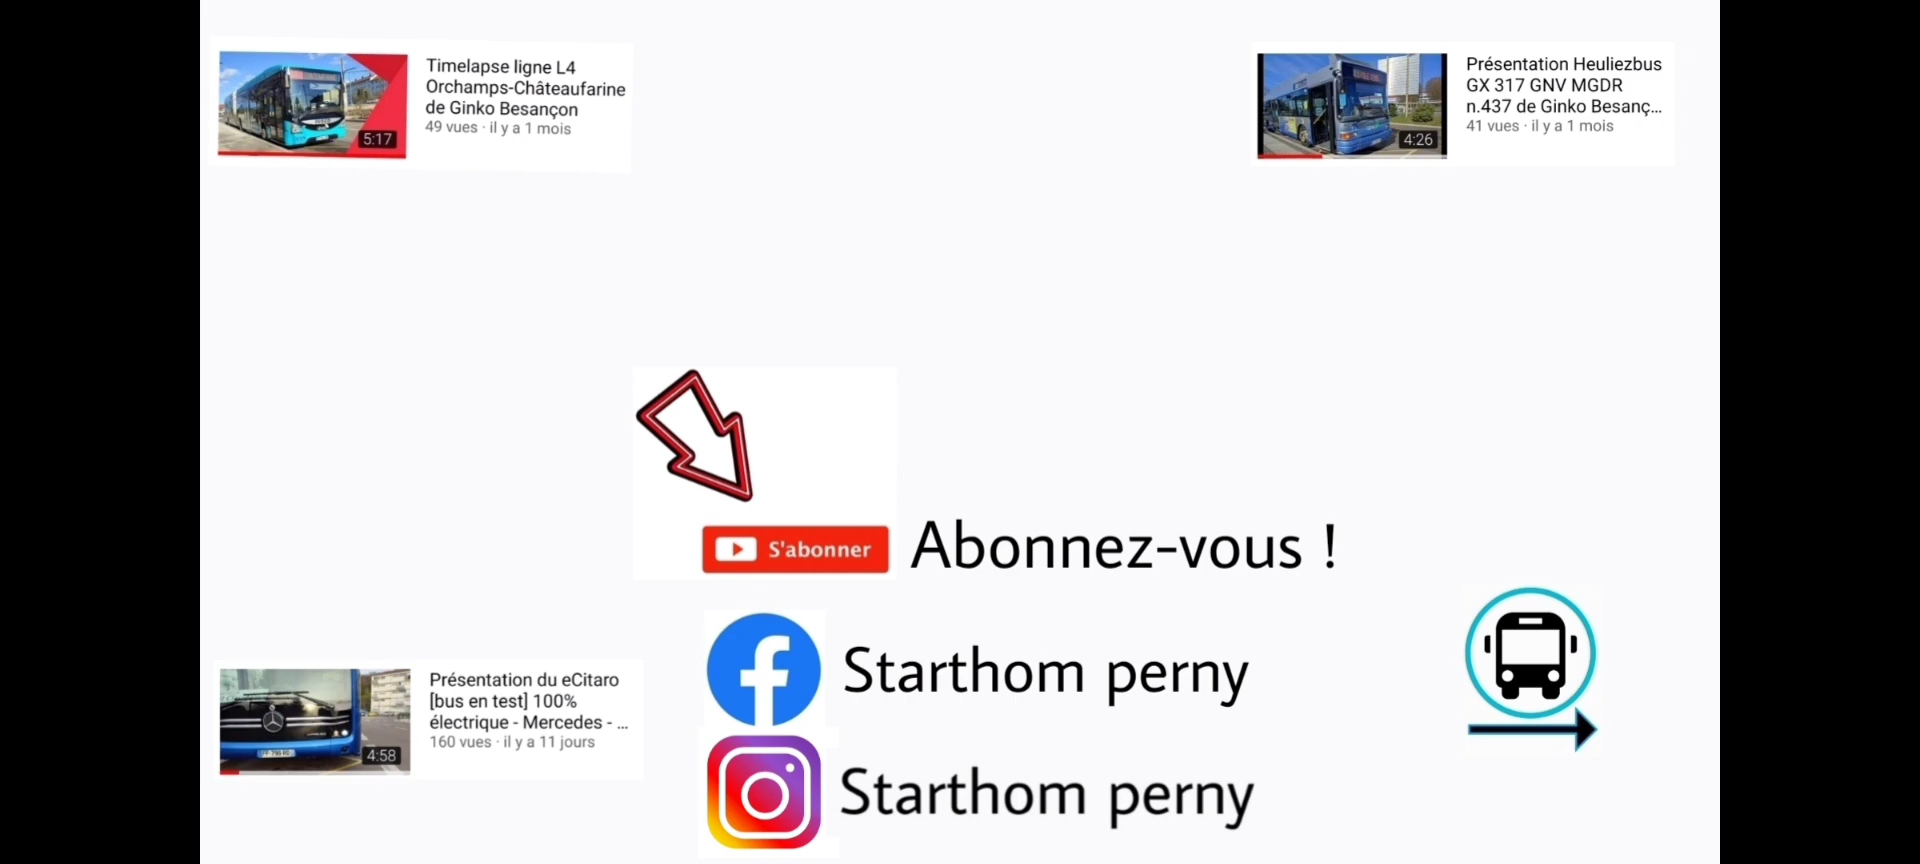 Timelapse ligne L4
Orchamps-Châteaufarine
de Ginko Besançon
49 vues · il y a 1 mois
5:17
Présentation Heuliezbus
GX 317 GNV MGDR
n.437 de Ginko Besanç...
41 vues · il y a 1 mois
4:26
S'abonner
Abonnez-vous !
Starthom perny
Présentation du eCitaro
[bus en test] 100%
électrique - Mercedes - ...
160 vues · il y a 11 jours
4:58
Starthom perny